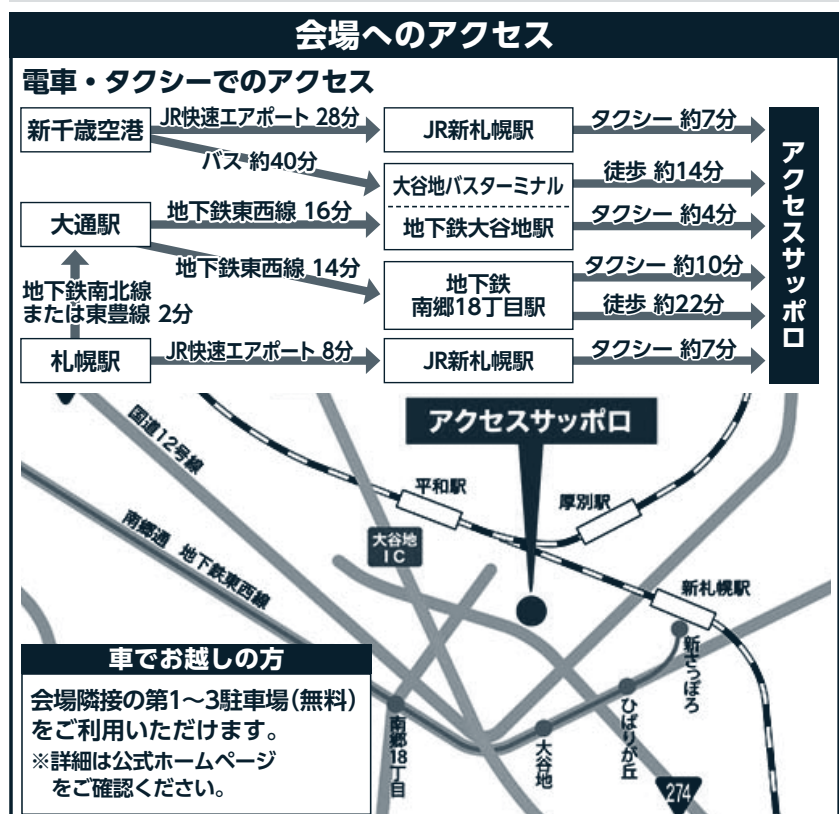 会場へのアクセス
電車・タクシーでのアクセス
新千歳空港
JR快速エアポート 28分
JR新札幌駅
タクシー 約7分
バス 約40分
大谷地バスターミナル
徒歩 約14分
大通駅
地下鉄東西線 16分
地下鉄大谷地駅
タクシー 約4分
地下鉄東西線 14分
地下鉄
南郷18丁目駅
タクシー 約10分
徒歩 約22分
地下鉄南北線
または東豊線 2分
札幌駅
JR快速エアポート 8分
JR新札幌駅
タクシー 約7分
アクセスサッポロ
アクセスサッポロ
国道12号線
平和駅
厚別駅
大谷地
IC
南郷通 地下鉄東西線
新札幌駅
新さっぽろ
ひばりが丘
大谷地
南郷18丁目
274
車でお越しの方
会場隣接の第1～3駐車場(無料)
をご利用いただけます。
※詳細は公式ホームページ
をご確認ください。